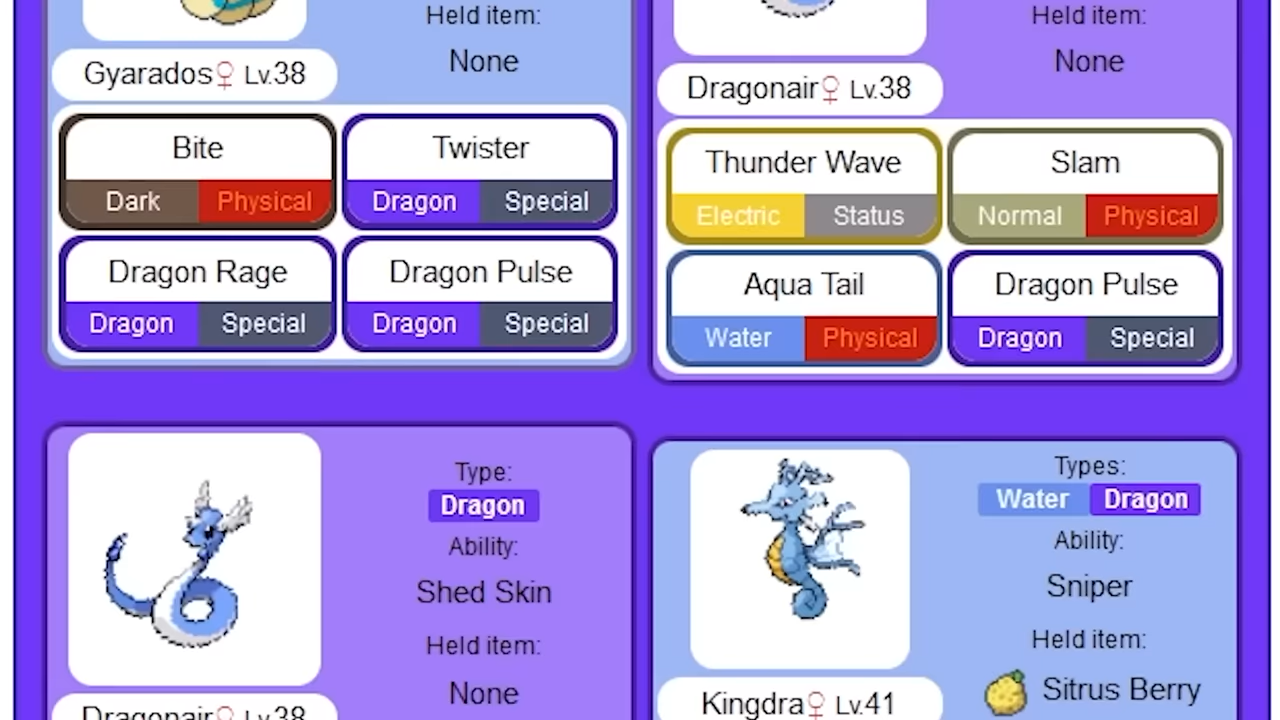 Held item:
None
Gyarados♀ Lv.38
Bite
Dark Physical
Twister
Dragon Special
Dragon Rage
Dragon Special
Dragon Pulse
Dragon Special
Held item:
None
Dragonair♀ Lv.38
Thunder Wave
Electric Status
Slam
Normal Physical
Aqua Tail
Water Physical
Dragon Pulse
Dragon Special
Type:
Dragon
Ability:
Shed Skin
Held item:
None
Dragonair♀ Lv.38
Types:
Water Dragon
Ability:
Sniper
Held item:
Sitrus Berry
Kingdra♀ Lv.41